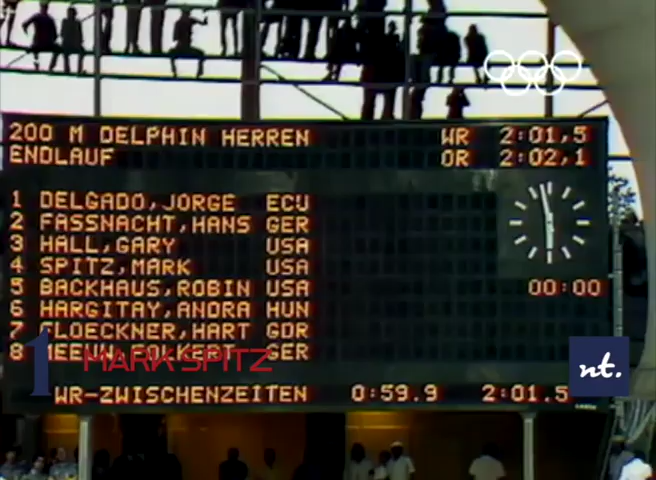 200 M DELPHIN HERREN WR 2:01,5
ENDLAUF OR 2:02,1
1 DELGADO,JORGE ECU
2 FASSNACHT,HANS GER
3 HALL,GARY USA
4 SPITZ,MARK USA
5 BACKHAUS,ROBIN USA
00:00
6 HARGITAY,ANDRA HUN
7 FLOECKNER,HART GDR
8 GER
1 MARK SPITZ
nt.
WR-ZWISCHENZEITEN 0:59.9 2:01.5